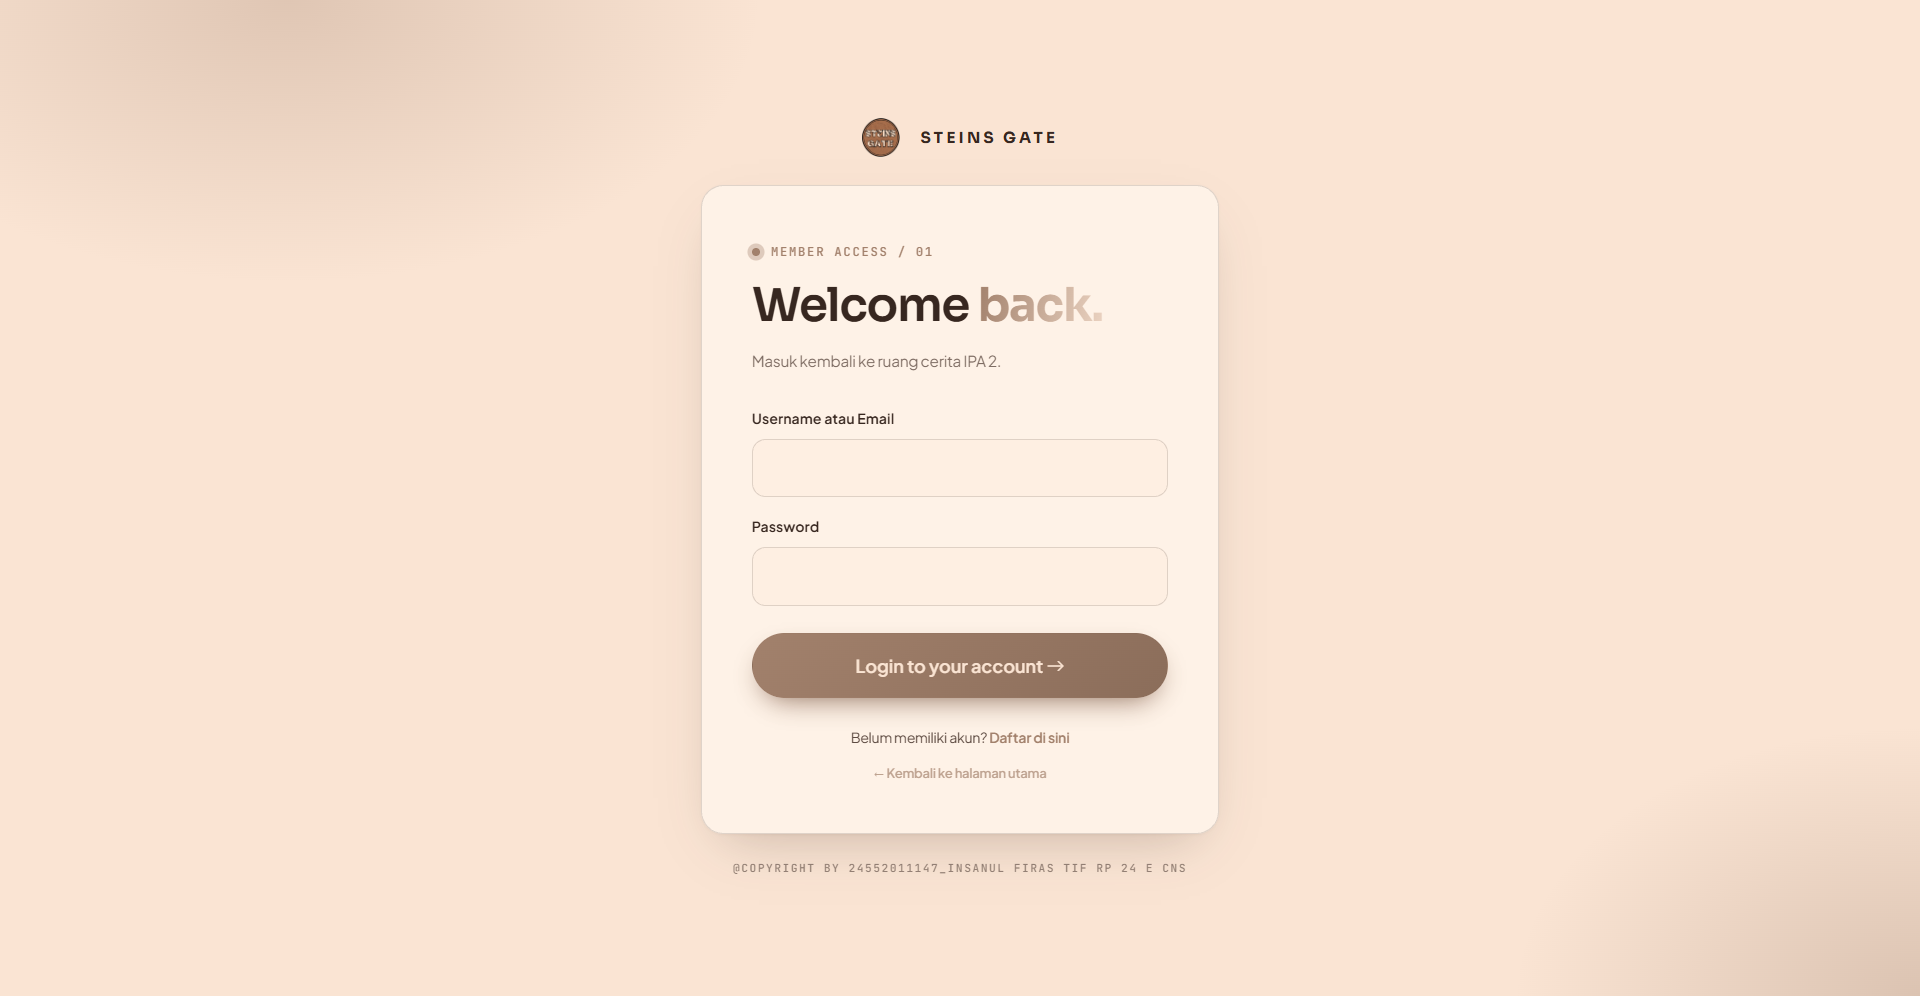 STEINS
GATE
STEINS GATE
MEMBER ACCESS / 01
Welcome back.
Masuk kembali ke ruang cerita IPA 2.
Username atau Email
Password
Login to your account →
Belum memiliki akun? Daftar di sini
← Kembali ke halaman utama
@COPYRIGHT BY 24552011147_INSANUL FIRAS TIF RP 24 E CNS